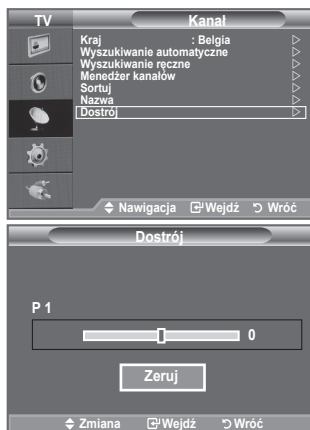 TV Kanał
Kraj : Belgia
Wyszukiwanie automatyczne
Wyszukiwanie ręczne
Menedżer kanałów
Sortuj
Nazwa
Dostrój
Nawigacja Wejdź Wróć
Dostrój
P 1
0
Zeruj
Zmiana Wejdź Wróć